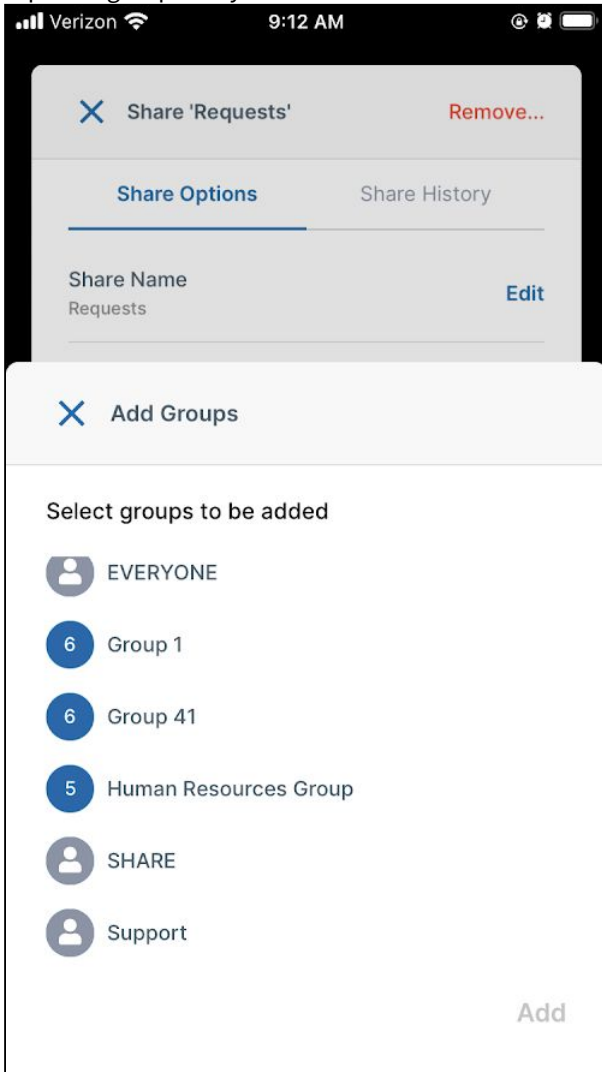 Verizon 9:12 AM
Share 'Requests' Remove...
Share Options Share History
Share Name
Edit
Requests
Add Groups
Select groups to be added
EVERYONE
6 Group 1
6 Group 41
5 Human Resources Group
SHARE
Support
Add